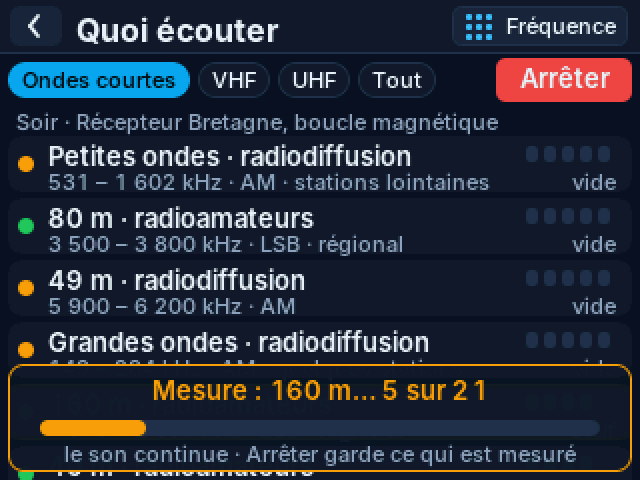 Quoi écouter
Fréquence
Ondes courtes
VHF
UHF
Tout
Arrêter
Soir · Récepteur Bretagne, boucle magnétique
Petites ondes · radiodiffusion
531 – 1 602 kHz · AM · stations lointaines
vide
80 m · radioamateurs
3 500 – 3 800 kHz · LSB · régional
vide
49 m · radiodiffusion
5 900 – 6 200 kHz · AM
vide
Grandes ondes · radiodiffusion
Mesure : 160 m... 5 sur 21
le son continue · Arrêter garde ce qui est mesuré